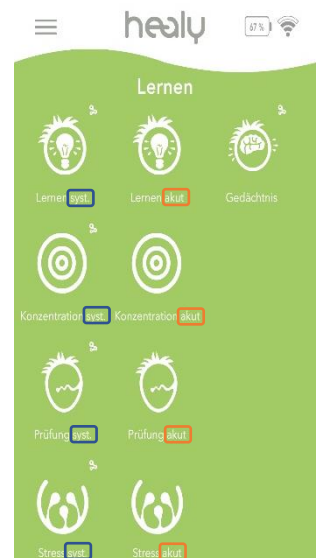 healy
67 %
Lernen
Lernen syst. Lernen akut Gedächtnis
Konzentration syst. Konzentration akut
Prüfung syst. Prüfung akut
Stress syst. Stress akut